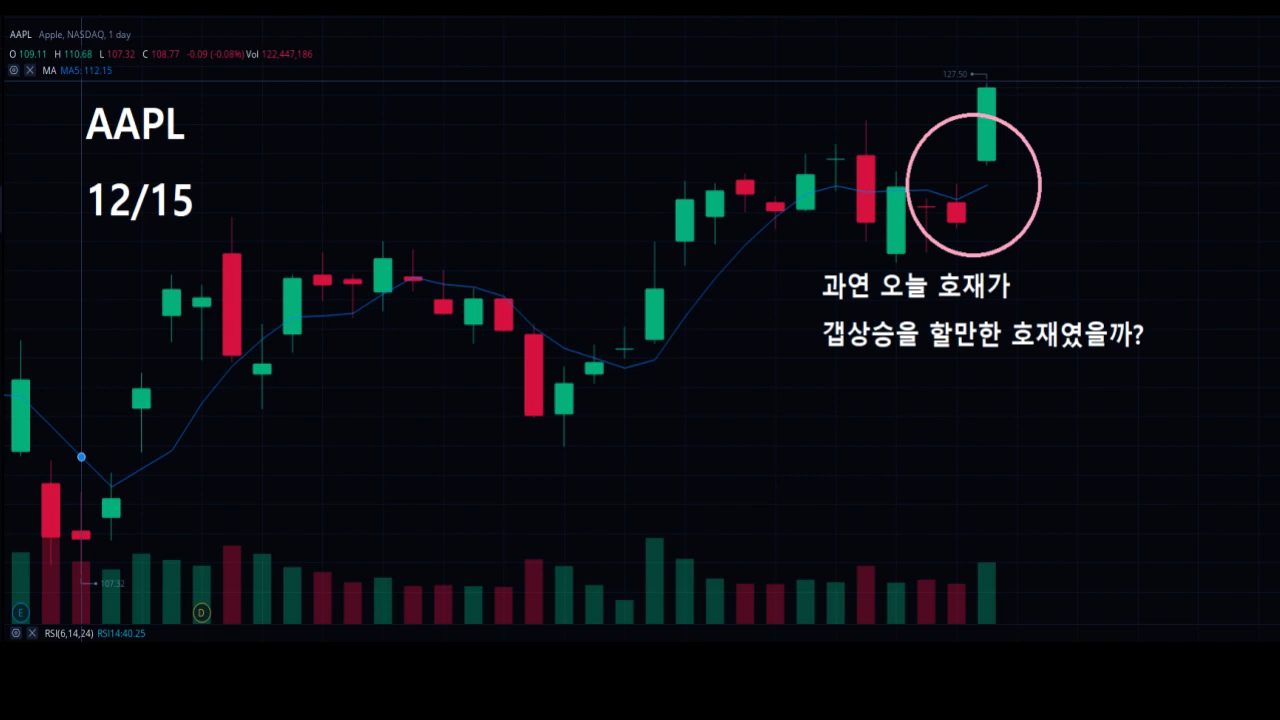 AAPL Apple, NASDAQ, 1 day
O 109.11 H 110.68 L 107.32 C 108.77 -0.09 (-0.08%) Vol 122,447,186
MA MA5: 112.15
127.50
AAPL
12/15
과연 오늘 호재가
갭상승을 할만한 호재였을까?
107.32
E
D
RSI(6,14,24) RSI14:40.25